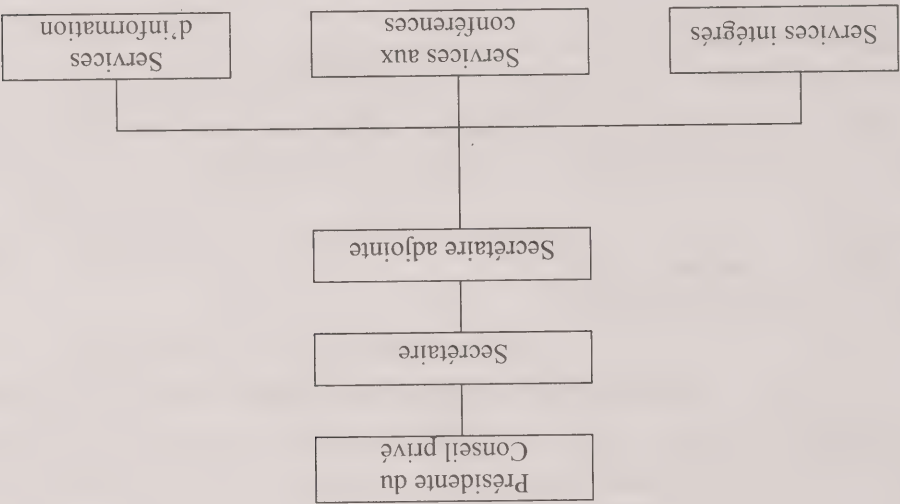 Présidente du
Conseil privé
Secrétaire
Secrétaire adjointe
Services intégrés
Services aux
conférences
Services
d'information